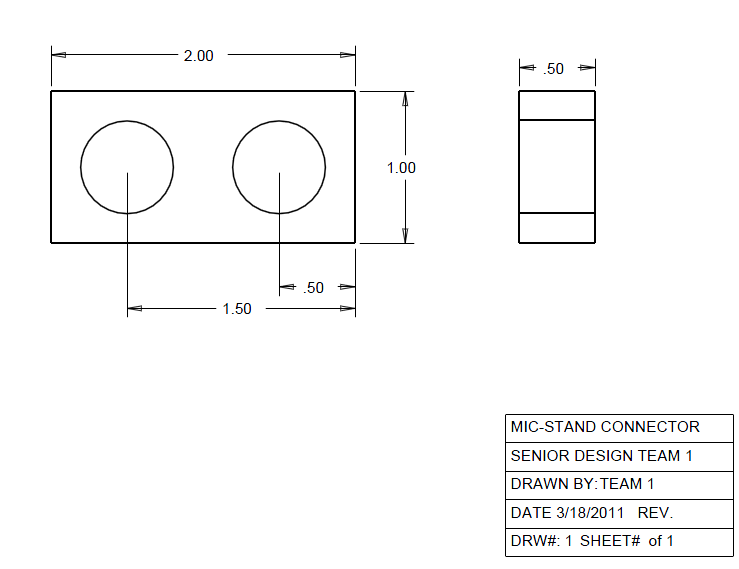 2.00
.50
1.00
.50
1.50
MIC-STAND CONNECTOR
SENIOR DESIGN TEAM 1
DRAWN BY:TEAM 1
DATE 3/18/2011 REV.
DRW#: 1 SHEET# of 1